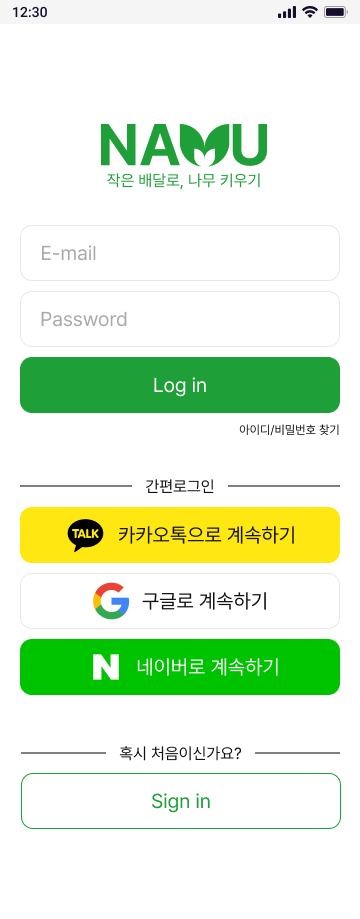 12:30
NAMU
작은 배달로, 나무 키우기
E-mail
Password
Log in
아이디/비밀번호 찾기
간편로그인
TALK
카카오톡으로 계속하기
G
구글로 계속하기
N
네이버로 계속하기
혹시 처음이신가요?
Sign in